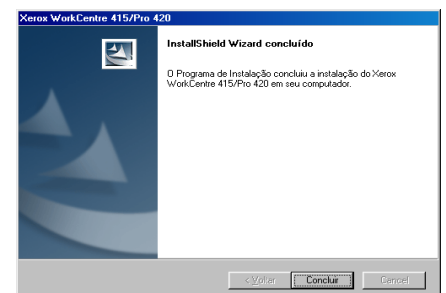 Xerox WorkCentre 415/Pro 420
InstallShield Wizard concluído
O Programa de Instalação concluiu a instalação do Xerox
WorkCentre 415/Pro 420 em seu computador.
< Voltar
Concluir
Cancel